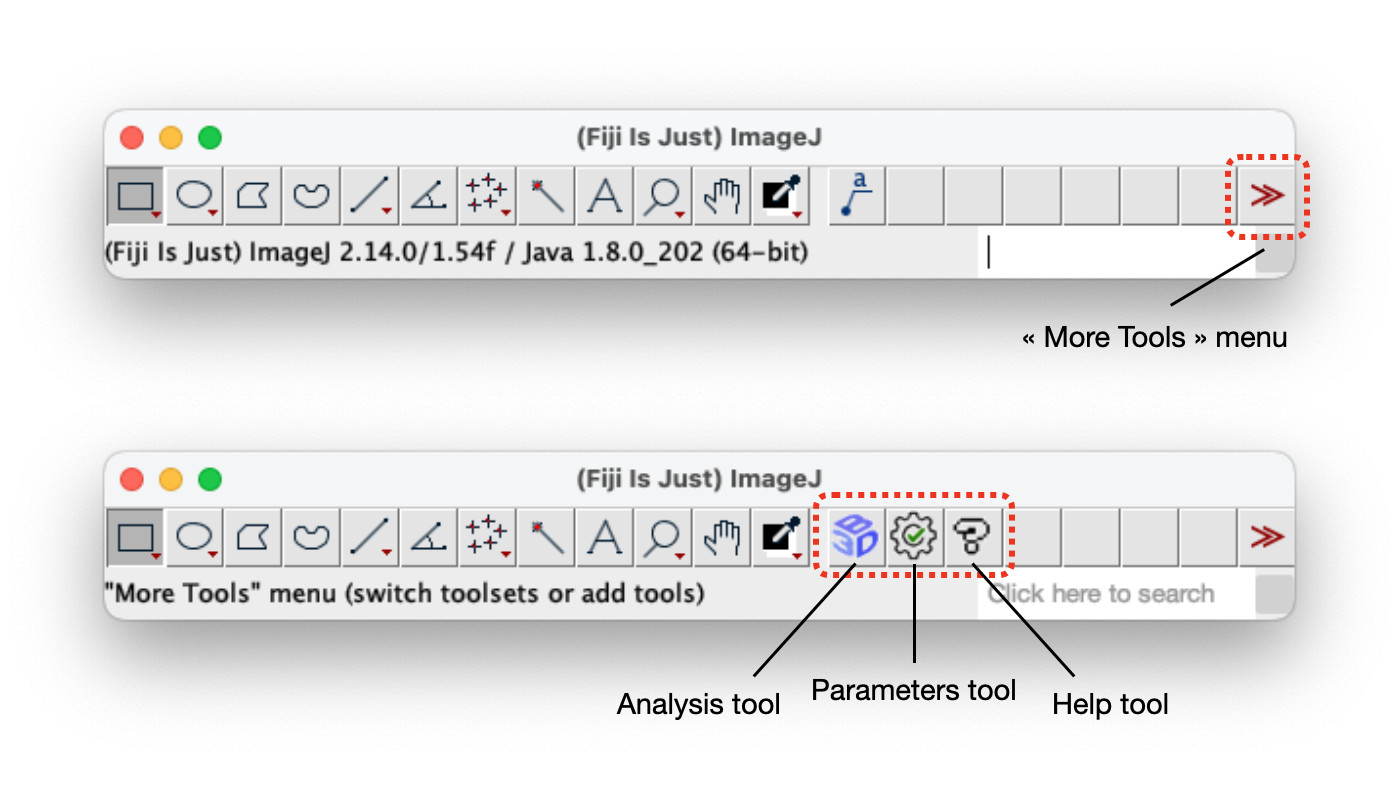 (Fiji Is Just) ImageJ
A a
(Fiji Is Just) ImageJ 2.14.0/1.54f / Java 1.8.0_202 (64-bit)
« More Tools » menu
(Fiji Is Just) ImageJ
A 3D
"More Tools" menu (switch toolsets or add tools) Click here to search
Analysis tool Parameters tool Help tool